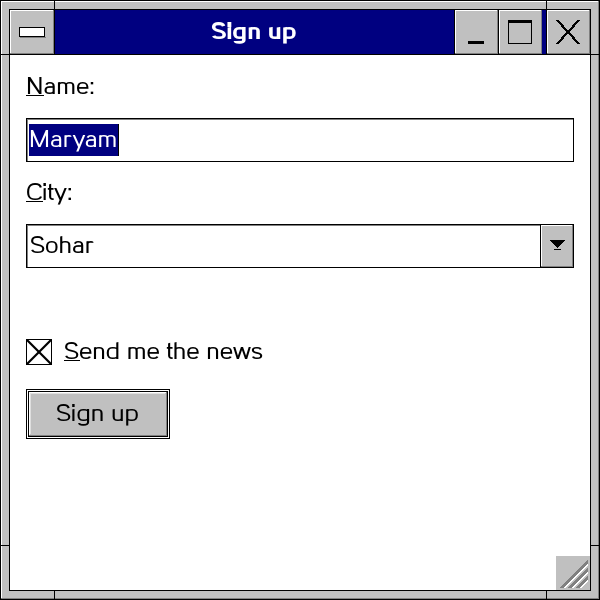 Sign up
Name:
Maryam
City:
Sohar
Send me the news
Sign up